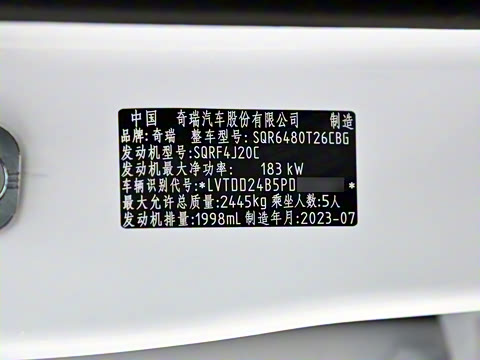 中国 奇瑞汽车股份有限公司 制造
品牌:奇瑞 整车型号:SQR6480T26CBG
发动机型号:SQRF4J20C
发动机最大净功率: 183 kW
车辆识别代号:*LVTDD24B5PD *
最大允许总质量:2445kg 乘坐人数:5人
发动机排量:1998mL 制造年月:2023-07